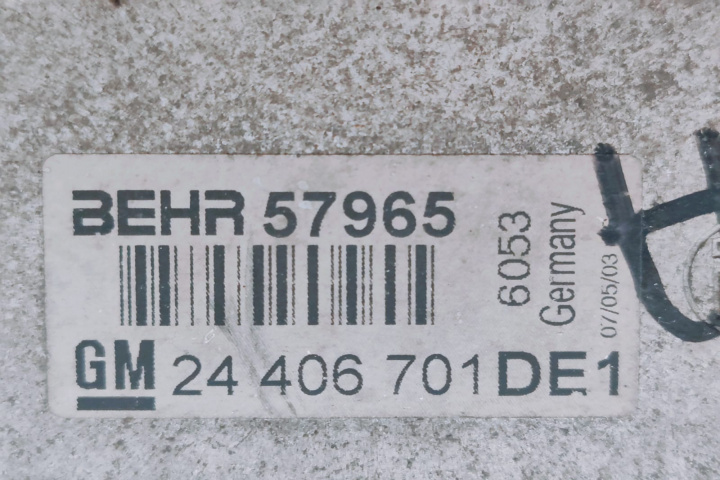 BEHR 57965
6053
Germany
07/05/03
GM 24 406 701 DE1